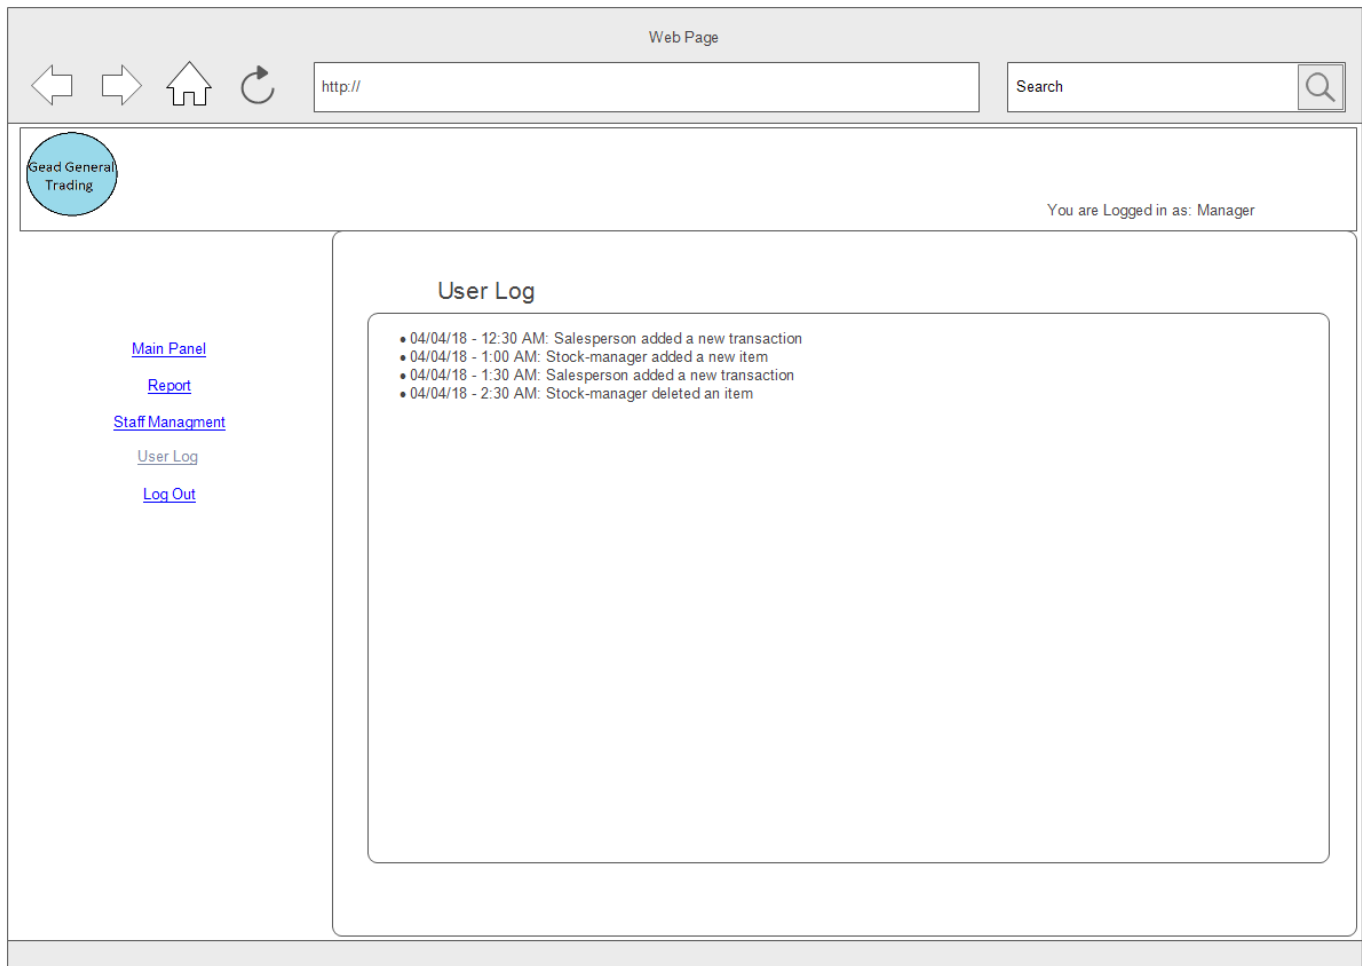 Web Page
http://
Search
Gead General
Trading
You are Logged in as: Manager
User Log
• 04/04/18 - 12:30 AM: Salesperson added a new transaction
• 04/04/18 - 1:00 AM: Stock-manager added a new item
• 04/04/18 - 1:30 AM: Salesperson added a new transaction
• 04/04/18 - 2:30 AM: Stock-manager deleted an item
Main Panel
Report
Staff Managment
User Log
Log Out